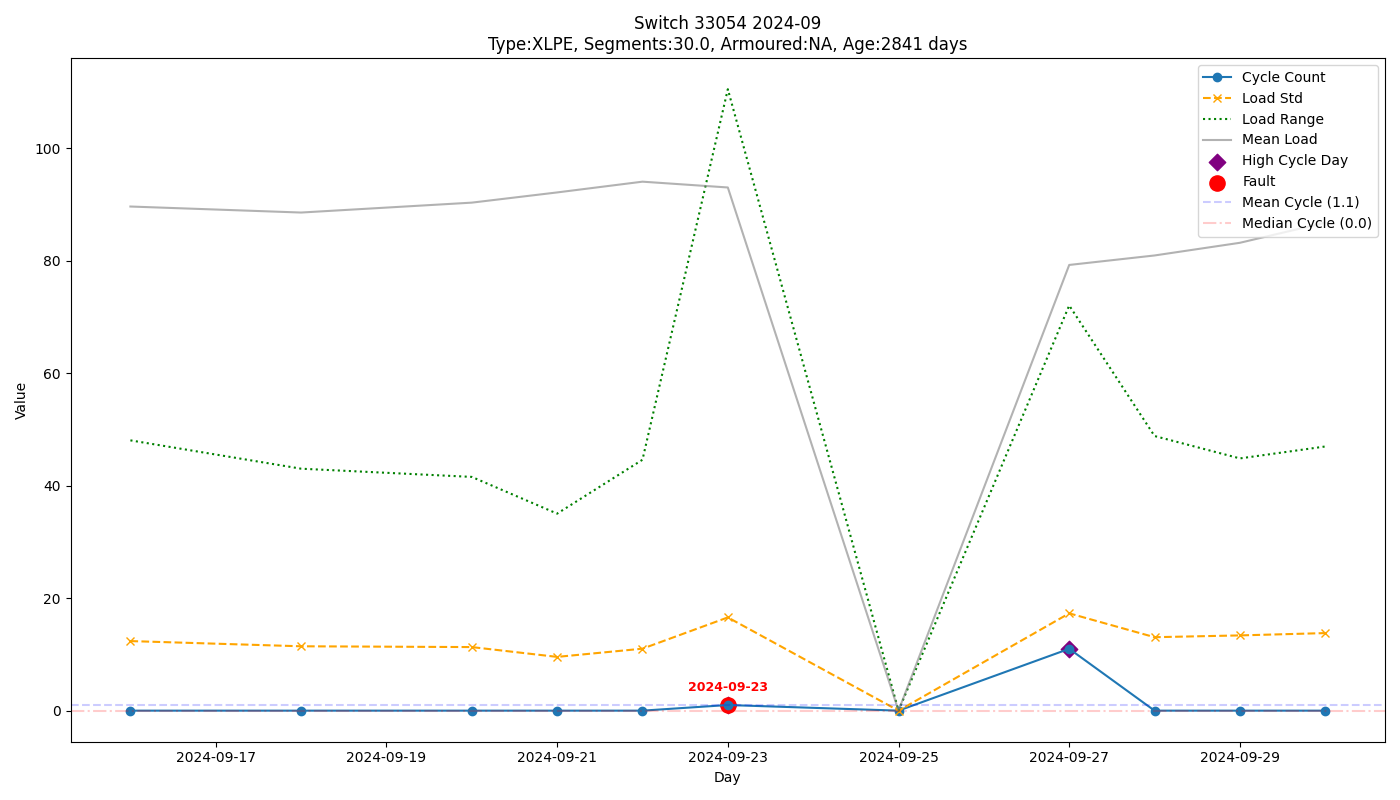 Switch 33054 2024-09
Type:XLPE, Segments:30.0, Armoured:NA, Age:2841 days
Cycle Count
Load Std
Load Range
Mean Load
High Cycle Day
Fault
Mean Cycle (1.1)
Median Cycle (0.0)
Value
100
80
60
40
20
0
2024-09-23
2024-09-17
2024-09-19
2024-09-21
2024-09-23
2024-09-25
2024-09-27
2024-09-29
Day